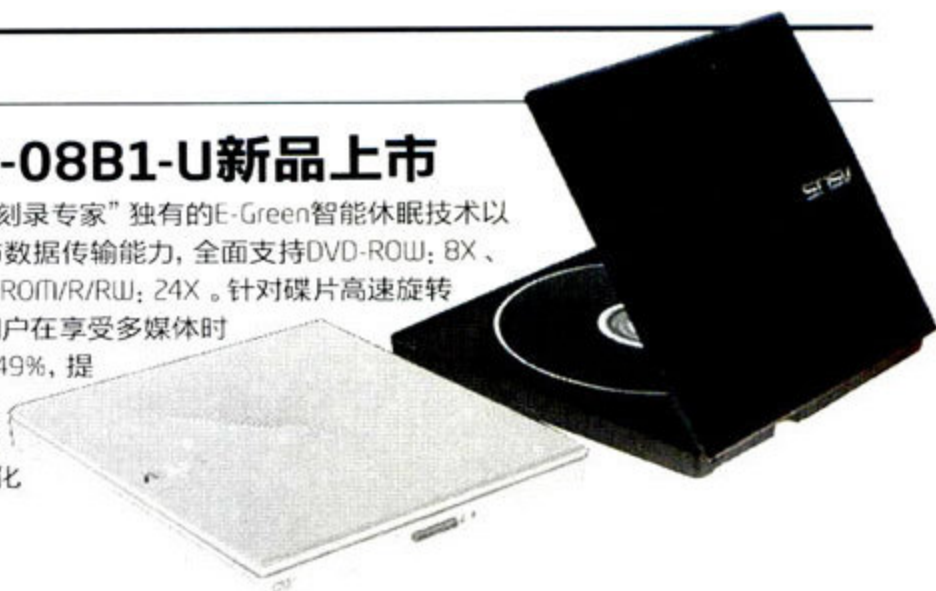 -08B1-U新品上市
刻录专家”独有的E-Green智能休眠技术以
数据传输能力，全面支持DVD-ROW：8X、
ROM/R/RW：24X。针对碟片高速旋转
户在享受多媒体时
49%，提
化
ASUS